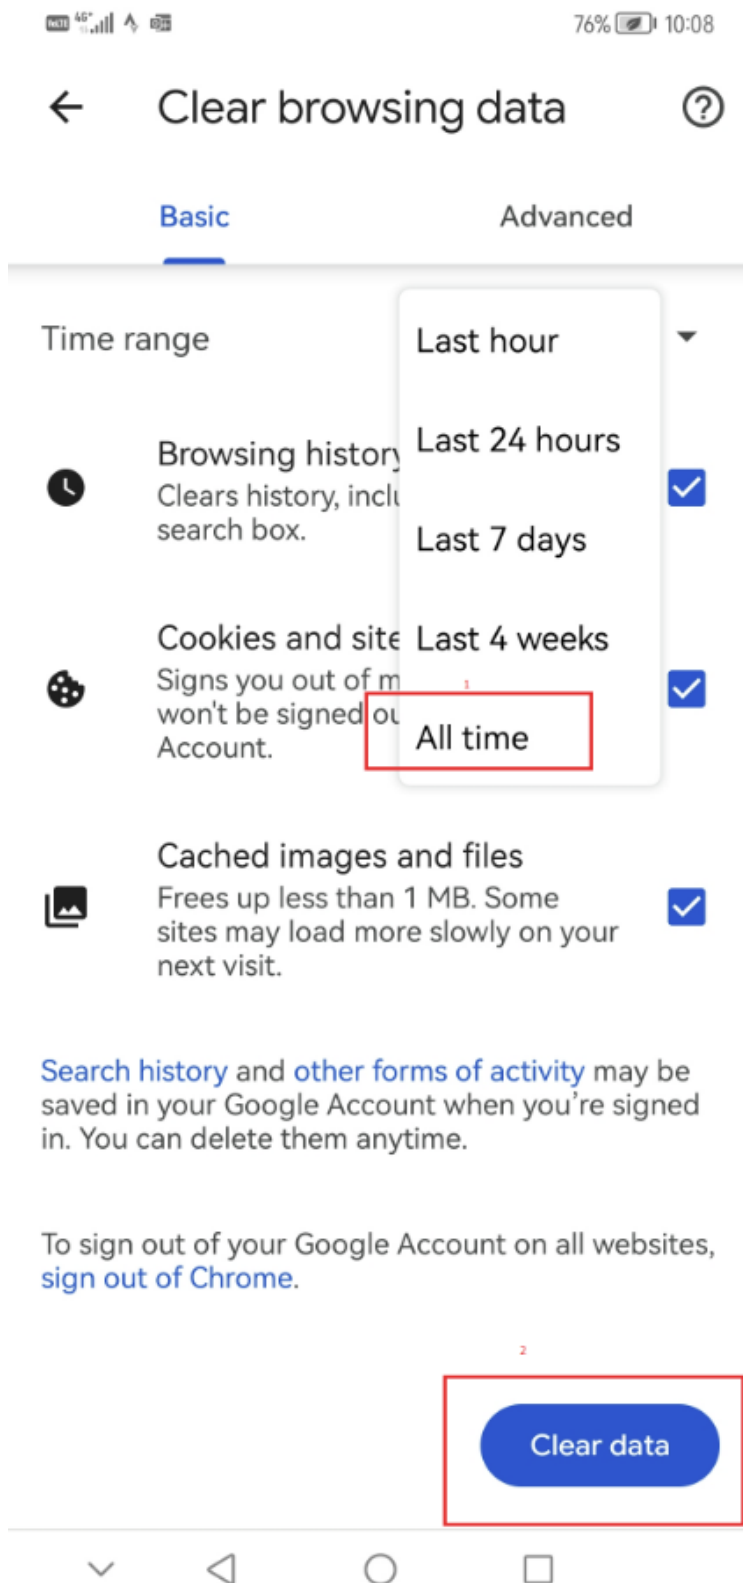 VoLTE 4G+ 76% 10:08
Clear browsing data
Basic Advanced
Time range
Last hour
Last 24 hours
Last 7 days
Last 4 weeks
1
All time
Browsing history
Clears history, inclu
search box.
Cookies and site
Signs you out of m
won't be signed ou
Account.
Cached images and files
Frees up less than 1 MB. Some
sites may load more slowly on your
next visit.
Search history and other forms of activity may be
saved in your Google Account when you’re signed
in. You can delete them anytime.
To sign out of your Google Account on all websites,
sign out of Chrome.
2
Clear data